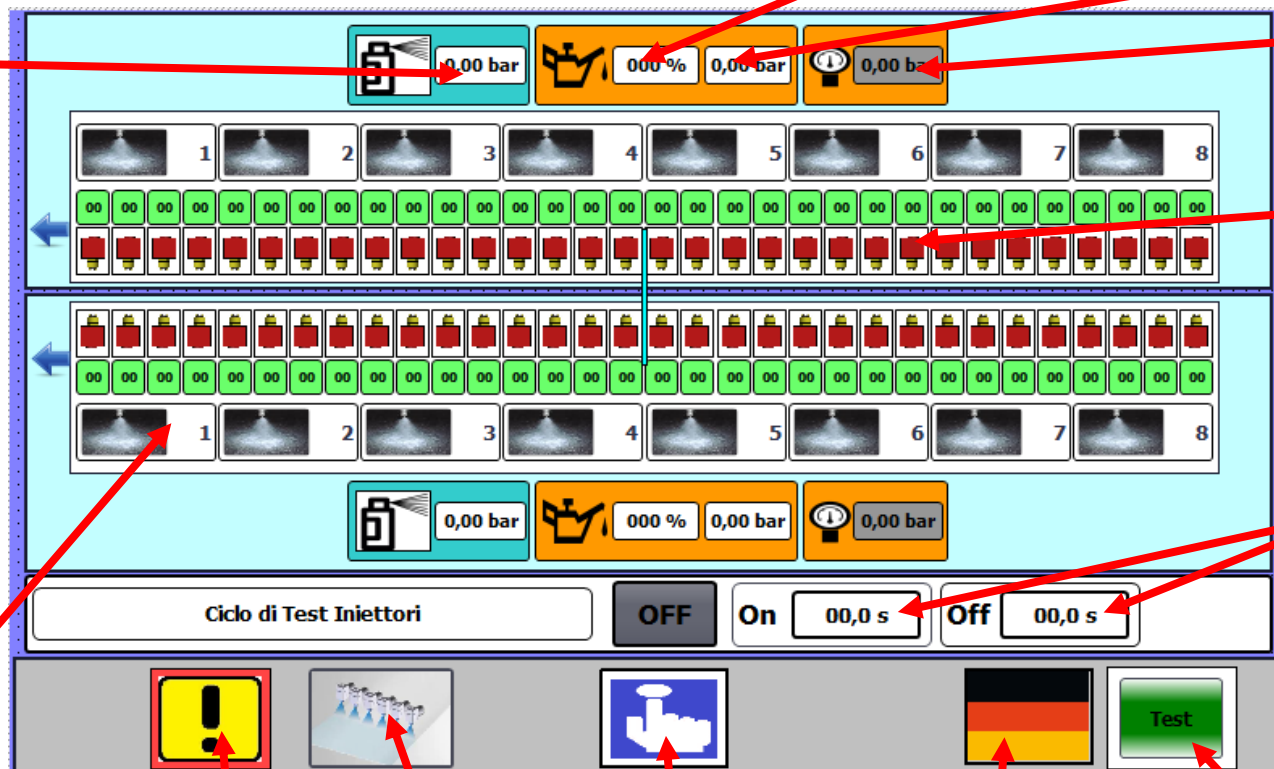 0,00 bar 000 % 0,00 bar 0,00 bar
1 2 3 4 5 6 7 8
00 00 00 00 00 00 00 00 00 00 00 00 00 00 00 00 00 00 00 00 00 00 00 00 00 00 00 00 00 00 00 00
00 00 00 00 00 00 00 00 00 00 00 00 00 00 00 00 00 00 00 00 00 00 00 00 00 00 00 00 00 00 00 00
1 2 3 4 5 6 7 8
0,00 bar 000 % 0,00 bar 0,00 bar
Ciclo di Test Iniettori OFF On 00,0 s Off 00,0 s
Test